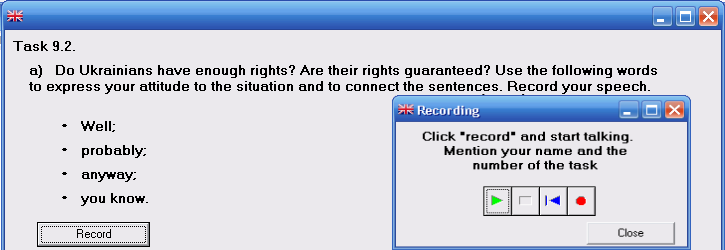 Task 9.2.
a) Do Ukrainians have enough rights? Are their rights guaranteed? Use the following words
to express your attitude to the situation and to connect the sentences. Record your speech.
• Well;
• probably;
• anyway;
• you know.
Record
Recording
Click "record" and start talking.
Mention your name and the
number of the task
Close